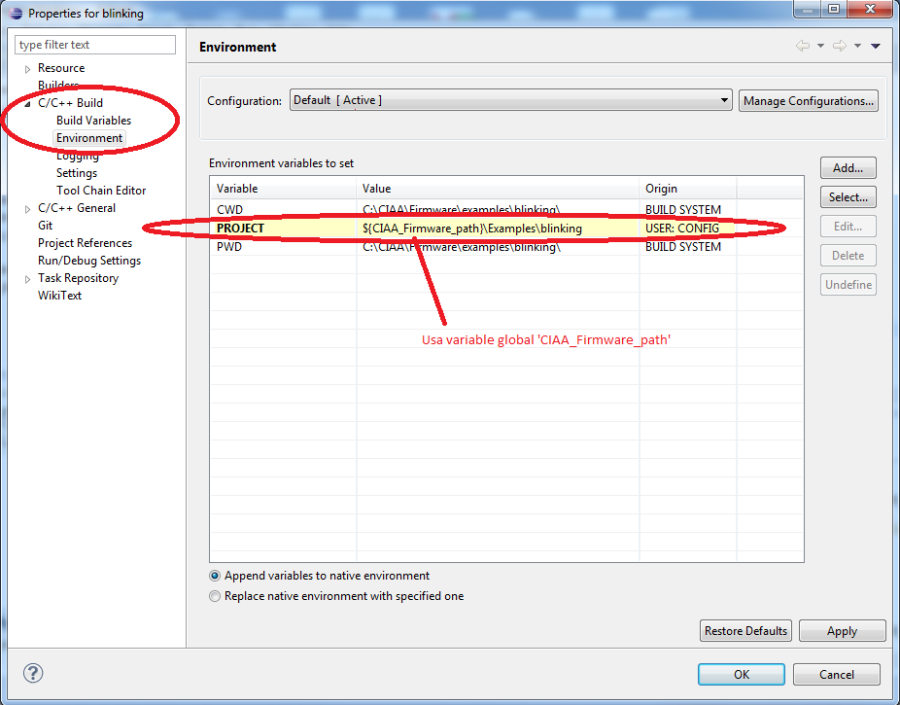 Properties for blinking
type filter text
Resource
Builders
C/C++ Build
Build Variables
Environment
Logging
Settings
Tool Chain Editor
C/C++ General
Git
Project References
Run/Debug Settings
Task Repository
WikiText
Environment
Configuration: Default [ Active ] Manage Configurations...
Environment variables to set
Variable Value Origin
CWD C:\CIAA\Firmware\examples\blinking\ BUILD SYSTEM
PROJECT ${CIAA_Firmware_path}\Examples\blinking USER: CONFIG
PWD C:\CIAA\Firmware\examples\blinking\ BUILD SYSTEM
Usa variable global 'CIAA_Firmware_path'
Add...
Select...
Edit...
Delete
Undefine
Append variables to native environment
Replace native environment with specified one
Restore Defaults Apply
? OK Cancel